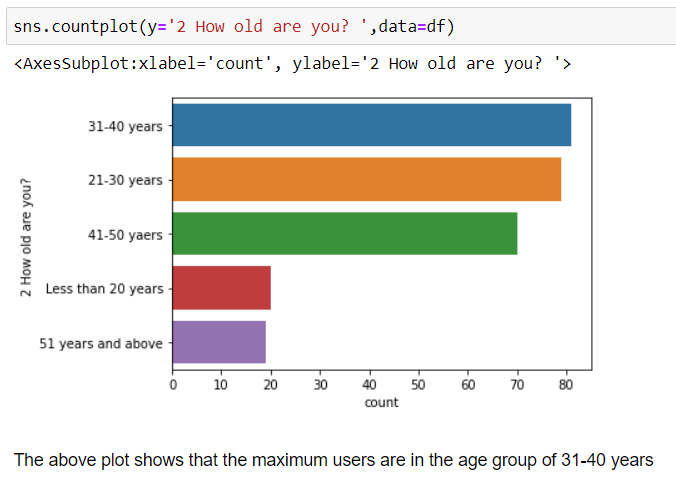 sns.countplot(y='2 How old are you? ',data=df)
<AxesSubplot:xlabel='count', ylabel='2 How old are you? '>
2 How old are you?
31-40 years
21-30 years
41-50 yaers
Less than 20 years
51 years and above
0 10 20 30 40 50 60 70 80
count
The above plot shows that the maximum users are in the age group of 31-40 years